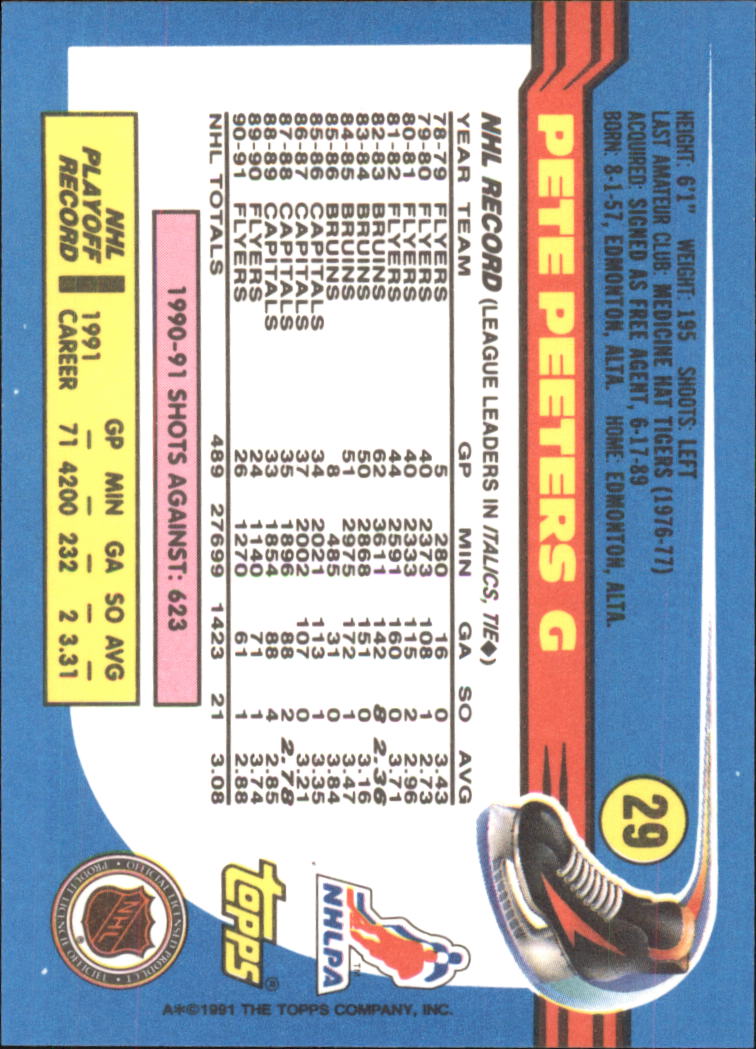 HEIGHT: 6'1" WEIGHT: 195 SHOOTS: LEFT
LAST AMATEUR CLUB: MEDICINE HAT TIGERS (1976-77)
ACQUIRED: SIGNED AS FREE AGENT, 6-17-89
BORN: 8-1-57, EDMONTON, ALTA. HOME: EDMONTON, ALTA.
29
PETE PEETERS G
NHL RECORD (LEAGUE LEADERS IN ITALICS, TIE◆)
YEAR TEAM GP MIN GA SO AVG
78-79 FLYERS 5 280 16 0 3.43
79-80 FLYERS 40 2373 108 1 2.73
80-81 FLYERS 40 2333 115 2 2.96
81-82 FLYERS 44 2591 160 0 3.71
82-83 BRUINS 62 3611 142 8 2.36
83-84 BRUINS 50 2868 151 0 3.16
84-85 BRUINS 51 2975 172 1 3.47
85-86 BRUINS 8 485 31 0 3.84
85-86 CAPITALS 34 2021 113 1 3.35
86-87 CAPITALS 37 2002 107 0 3.21
87-88 CAPITALS 35 1896 88 2 2.78
88-89 CAPITALS 33 1854 88 4 2.85
89-90 FLYERS 24 1140 71 1 3.74
90-91 FLYERS 26 1270 61 1 2.88
NHL TOTALS 489 27699 1423 21 3.08
1990-91 SHOTS AGAINST: 623
NHL PLAYOFF RECORD
GP MIN GA SO AVG
1991 — — — — —
CAREER 71 4200 232 2 3.31
NHLPA™
topps®
NHL ®
OFFICIAL LICENSED PRODUCT • PRODUIT LICENCIÉ OFFICIEL •
A*©1991 THE TOPPS COMPANY, INC.